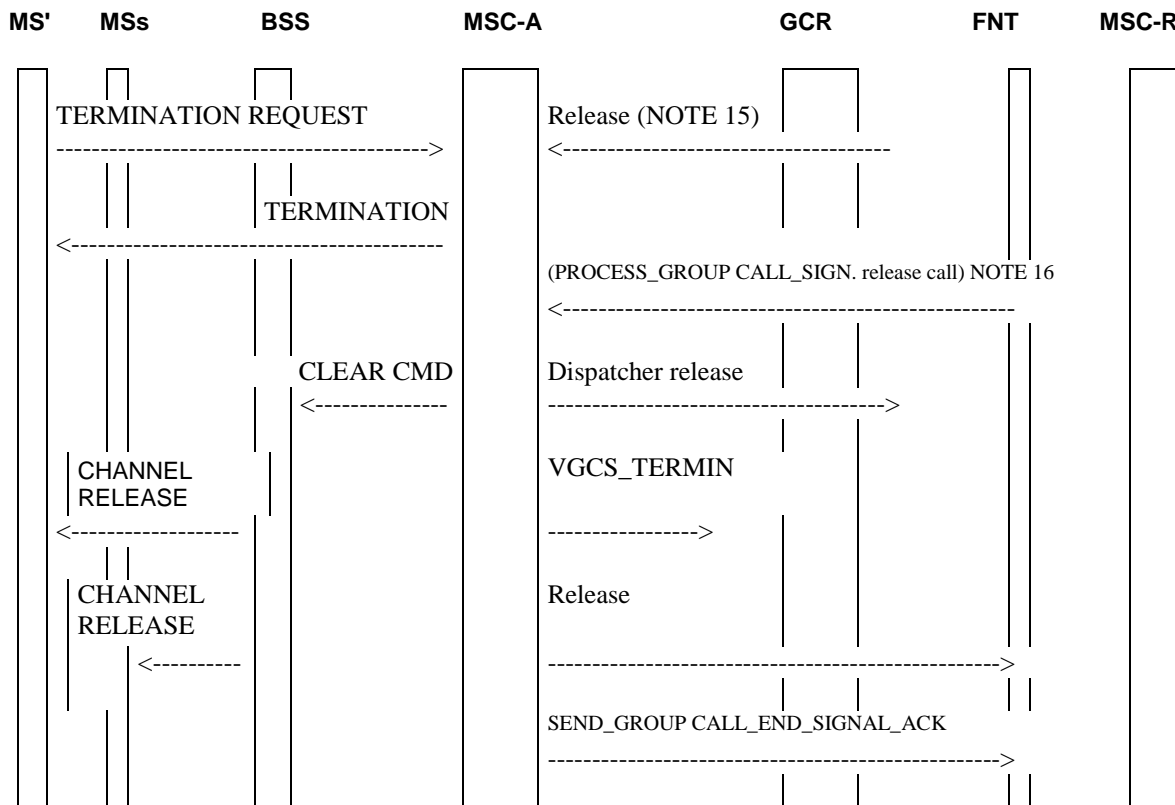 MS' MSs BSS MSC-A GCR FNT MSC-R
TERMINATION REQUEST Release (NOTE 15)
TERMINATION
(PROCESS_GROUP CALL_SIGN. release call) NOTE 16
CLEAR CMD Dispatcher release
CHANNEL VGCS_TERMIN
RELEASE
CHANNEL Release
RELEASE
SEND_GROUP CALL_END_SIGNAL_ACK